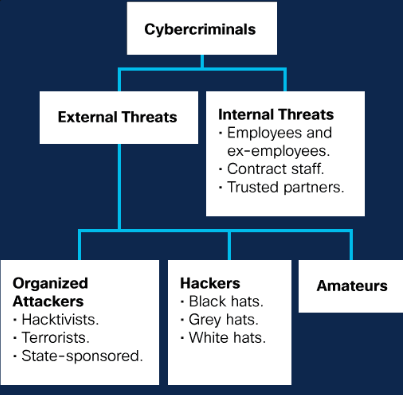 Cybercriminals
External Threats
Internal Threats
· Employees and
ex-employees.
· Contract staff.
· Trusted partners.
Organized
Attackers
· Hacktivists.
· Terrorists.
· State-sponsored.
Hackers
· Black hats.
· Grey hats.
· White hats.
Amateurs